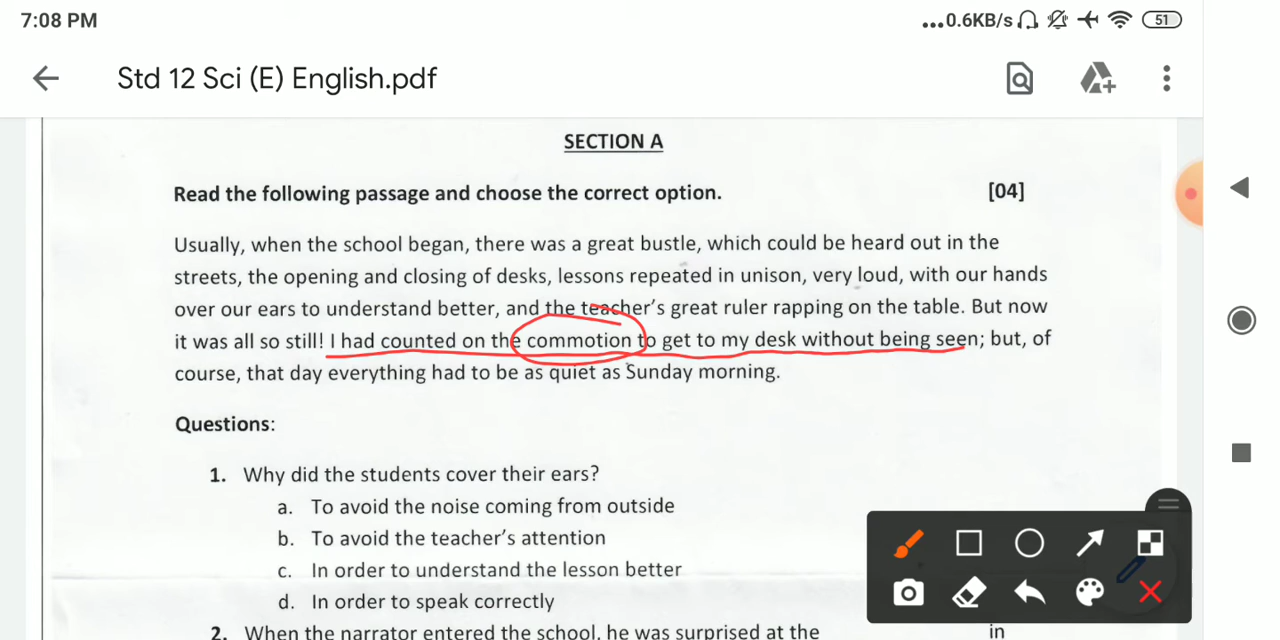 7:08 PM
...0.6KB/s 51
Std 12 Sci (E) English.pdf
SECTION A
Read the following passage and choose the correct option. [04]
Usually, when the school began, there was a great bustle, which could be heard out in the
streets, the opening and closing of desks, lessons repeated in unison, very loud, with our hands
over our ears to understand better, and the teacher's great ruler rapping on the table. But now
it was all so still! I had counted on the commotion to get to my desk without being seen; but, of
course, that day everything had to be as quiet as Sunday morning.
Questions:
1. Why did the students cover their ears?
a. To avoid the noise coming from outside
b. To avoid the teacher's attention
c. In order to understand the lesson better
d. In order to speak correctly
2. When the narrator entered the school, he was surprised at the in